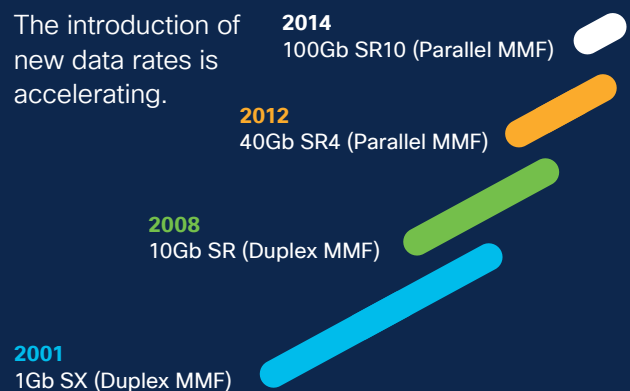 The introduction of
new data rates is
accelerating.
2014
100Gb SR10 (Parallel MMF)
2012
40Gb SR4 (Parallel MMF)
2008
10Gb SR (Duplex MMF)
2001
1Gb SX (Duplex MMF)